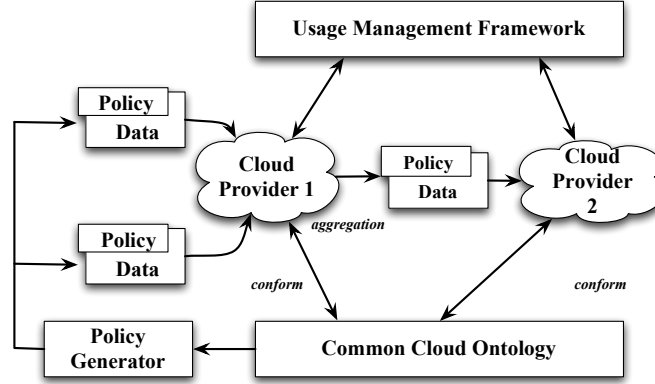 Usage Management Framework
Policy
Data
Cloud
Provider 1
Policy
Data
Cloud
Provider
2
aggregation
Policy
Data
conform
conform
Policy
Generator
Common Cloud Ontology